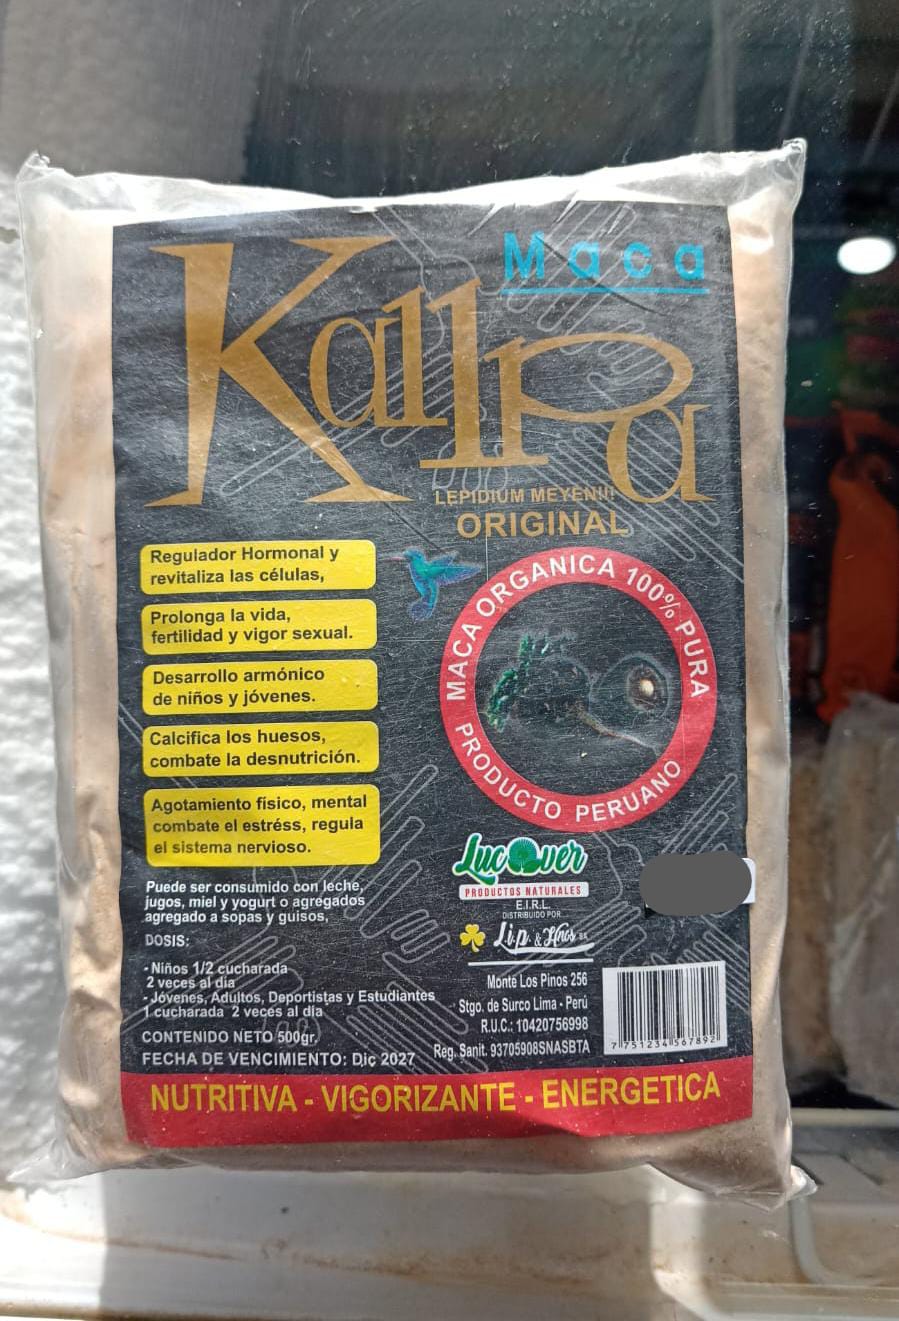 Maca
Kallpa
LEPIDIUM MEYENIII
ORIGINAL
Regulador Hormonal y
revitaliza las células,
Prolonga la vida,
fertilidad y vigor sexual.
Desarrollo armónico
de niños y jóvenes.
Calcifica los huesos,
combate la desnutrición.
Agotamiento físico, mental
combate el estréss, regula
el sistema nervioso.
MACA ORGANICA 100% PURA
PRODUCTO PERUANO
Puede ser consumido con leche,
jugos, miel y yogurt o agregados
agregado a sopas y guisos,
DOSIS:
- Niños 1/2 cucharada
2 veces al día
- Jóvenes, Adultos, Deportistas y Estudiantes
1 cucharada 2 veces al día
CONTENIDO NETO 500gr.
FECHA DE VENCIMIENTO: Dic 2027
Lucover
PRODUCTOS NATURALES
E.I.R.L.
DISTRIBUIDO POR
L.i.p. & Hnos
Monte Los Pinos 256
Stgo. de Surco Lima - Perú
R.U.C.: 10420756998
Reg. Sanit. 93705908SNASBTA
7 751234 567892
NUTRITIVA - VIGORIZANTE - ENERGETICA